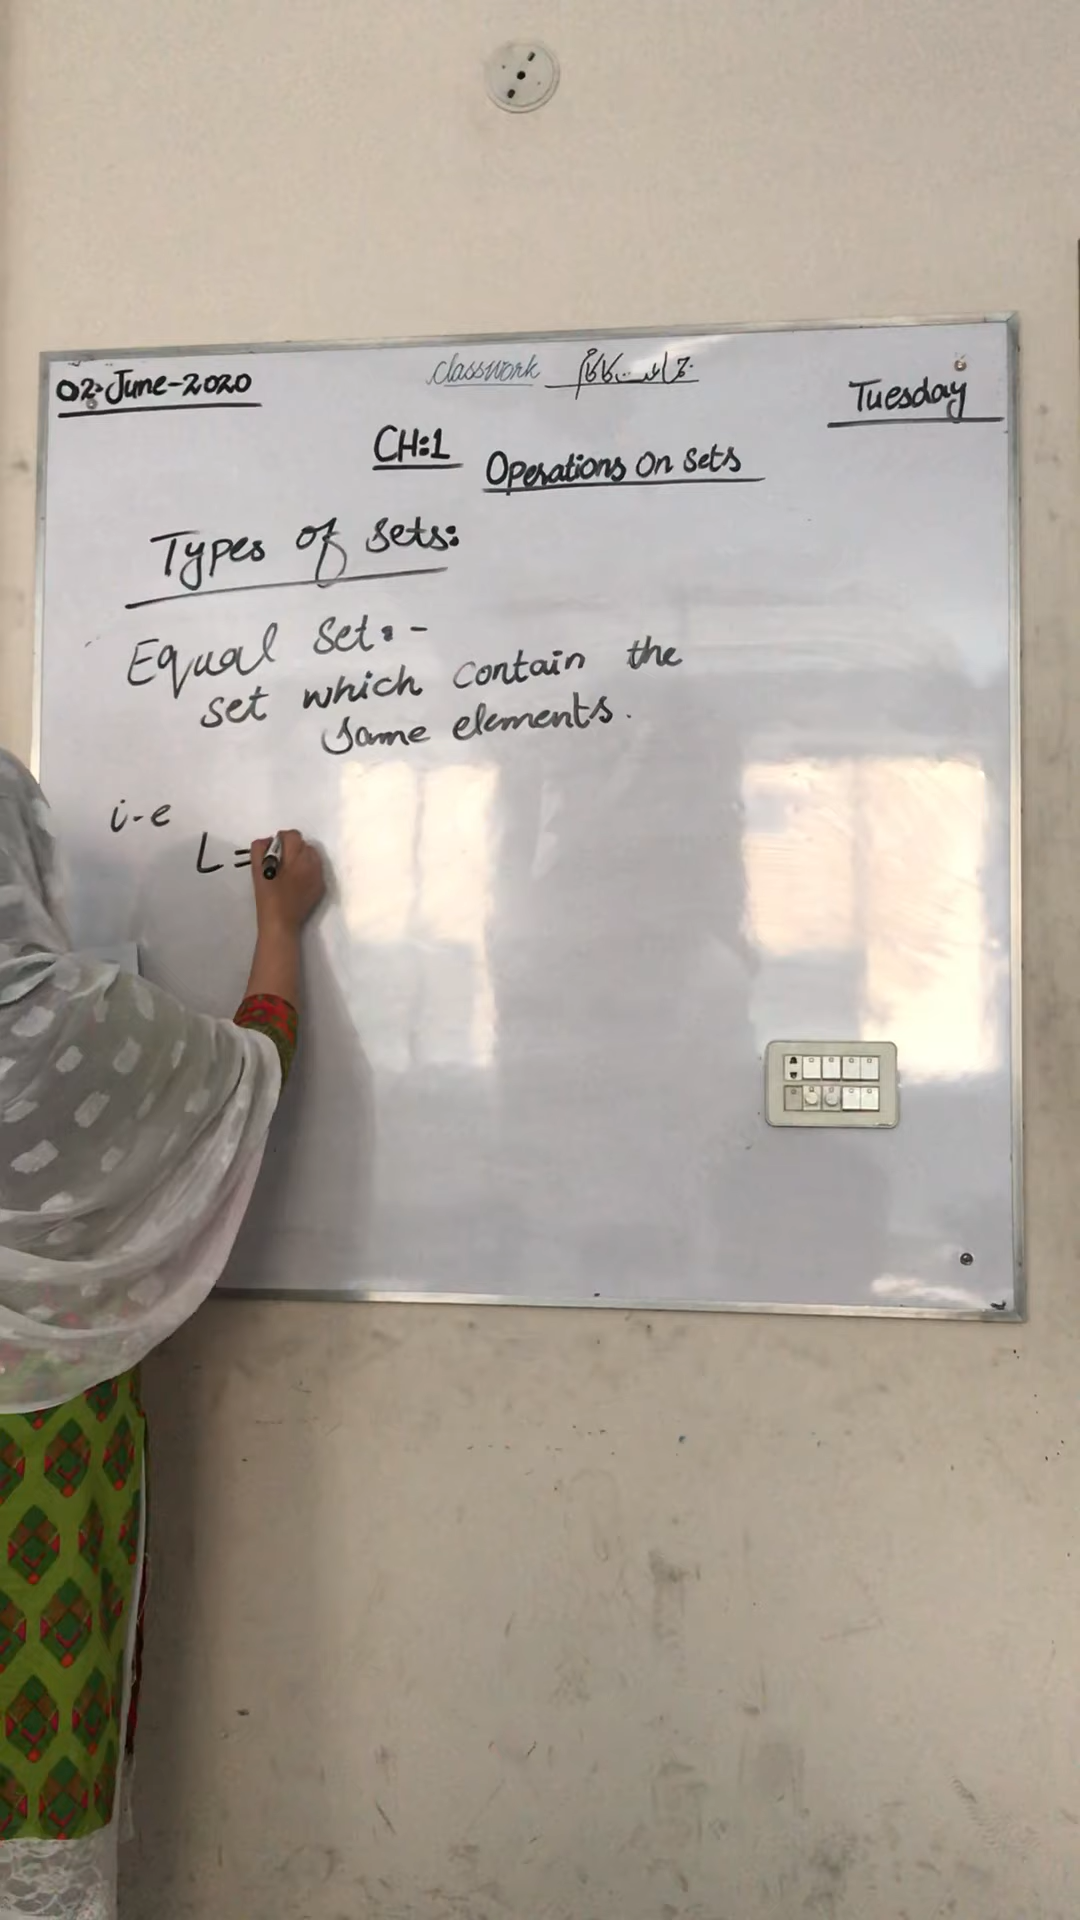 02-June-2020
classwork
Tuesday
CH:1
Operations On Sets
Types of Sets:
Equal Set:-
set which contain the
same elements.
i-e
L =